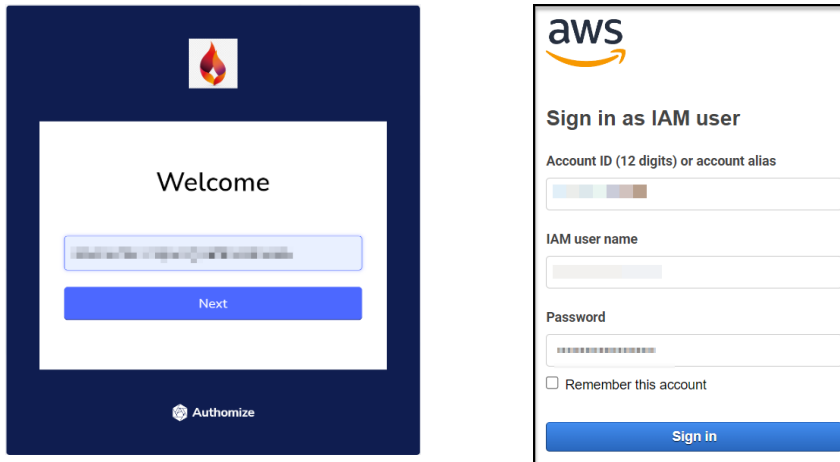 Welcome
Next
Authomize
aws
Sign in as IAM user
Account ID (12 digits) or account alias
IAM user name
Password
Remember this account
Sign in